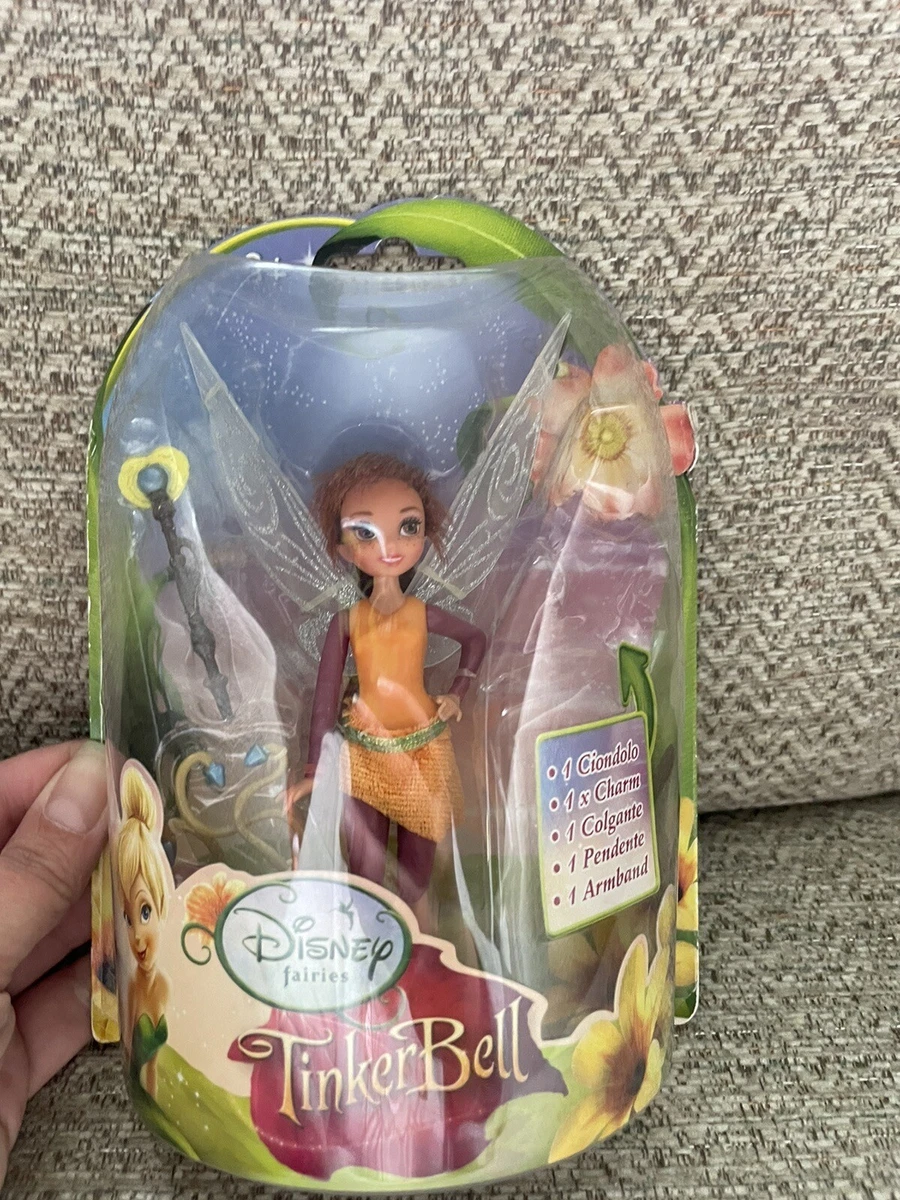 • 1 Ciondolo
• 1 x Charm
• 1 Colgante
• 1 Pendente
• 1 Armband
Disney
fairies
TinkerBell